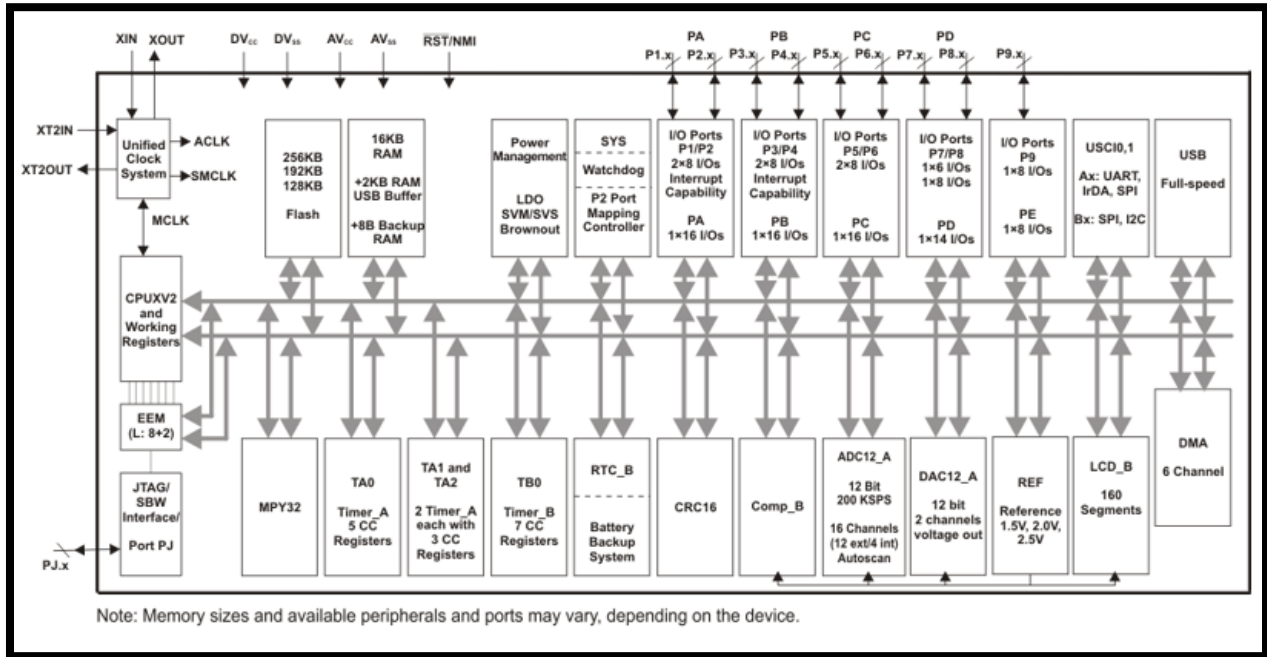 XIN
XOUT
DVcc
DVss
AVcc
AVss
RST/NMI
PA
P1.x
P2.x
PB
P3.x
P4.x
PC
P5.x
P6.x
PD
P7.x
P8.x
P9.x
XT2IN
XT2OUT
Unified
Clock
System
ACLK
SMCLK
MCLK
256KB
192KB
128KB
Flash
16KB
RAM
+2KB RAM
USB Buffer
+8B Backup
RAM
Power
Management
LDO
SVM/SVS
Brownout
SYS
Watchdog
P2 Port
Mapping
Controller
I/O Ports
P1/P2
2×8 I/Os
Interrupt
Capability
PA
1×16 I/Os
I/O Ports
P3/P4
2×8 I/Os
Interrupt
Capability
PB
1×16 I/Os
I/O Ports
P5/P6
2×8 I/Os
PC
1×16 I/Os
I/O Ports
P7/P8
1×6 I/Os
1×8 I/Os
PD
1×14 I/Os
I/O Ports
P9
1×8 I/Os
PE
1×8 I/Os
USCI0,1
Ax: UART,
IrDA, SPI
Bx: SPI, I2C
USB
Full-speed
CPUXV2
and
Working
Registers
EEM
(L: 8+2)
JTAG/
SBW
Interface/
Port PJ
PJ.x
MPY32
TA0
Timer_A
5 CC
Registers
TA1 and
TA2
2 Timer_A
each with
3 CC
Registers
TB0
Timer_B
7 CC
Registers
RTC_B
Battery
Backup
System
CRC16
Comp_B
ADC12_A
12 Bit
200 KSPS
16 Channels
(12 ext/4 int)
Autoscan
DAC12_A
12 bit
2 channels
voltage out
REF
Reference
1.5V, 2.0V,
2.5V
LCD_B
160
Segments
DMA
6 Channel
Note: Memory sizes and available peripherals and ports may vary, depending on the device.